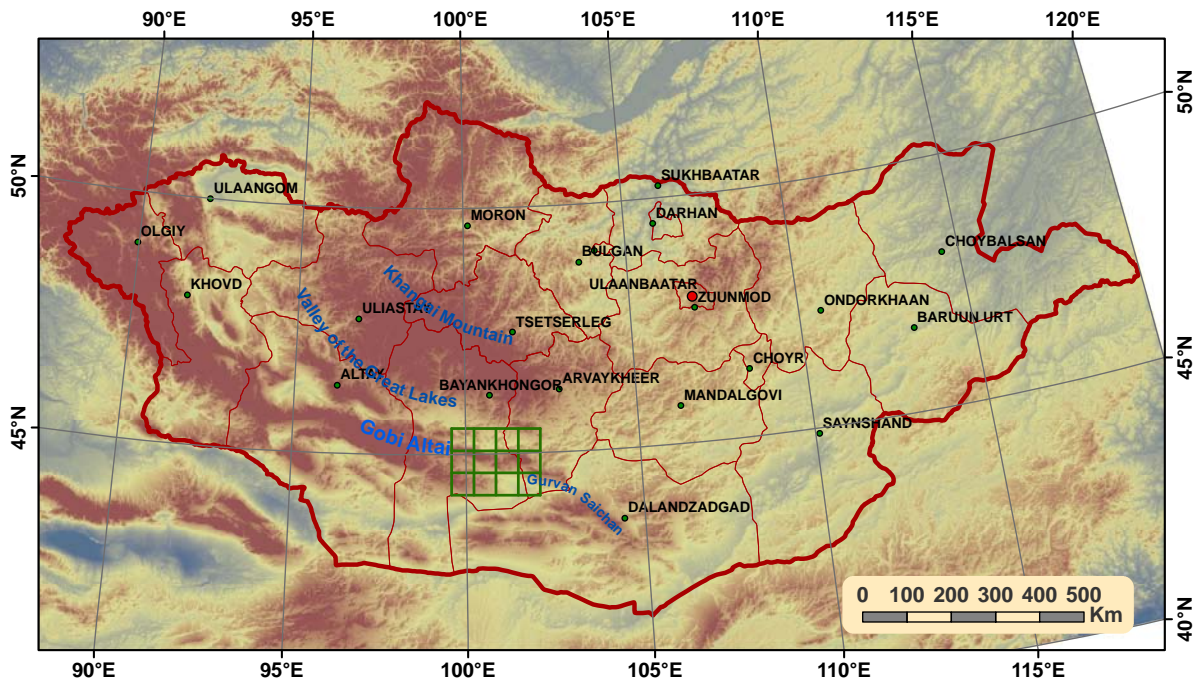 90°E 95°E 100°E 105°E 110°E 115°E 120°E
50°N
50°N
SUKHBAATAR
ULAANGOM
MORON
DARHAN
OLGIY
CHOYBALSAN
BULGAN
KHOVD
ULAANBAATAR
ZUUNMOD
ONDORKHAAN
Khangai Mountain
ULIASTAY
BARUUN URT
TSETSERLEG
Valley of the Great Lakes
CHOYR
45°N
ALTAY
BAYANKHONGOR
ARVAYKHEER
MANDALGOVI
45°N
Gobi Altai
SAYNSHAND
Gurvan Saichan
DALANDZADGAD
0 100 200 300 400 500
Km
40°N
90°E 95°E 100°E 105°E 110°E 115°E